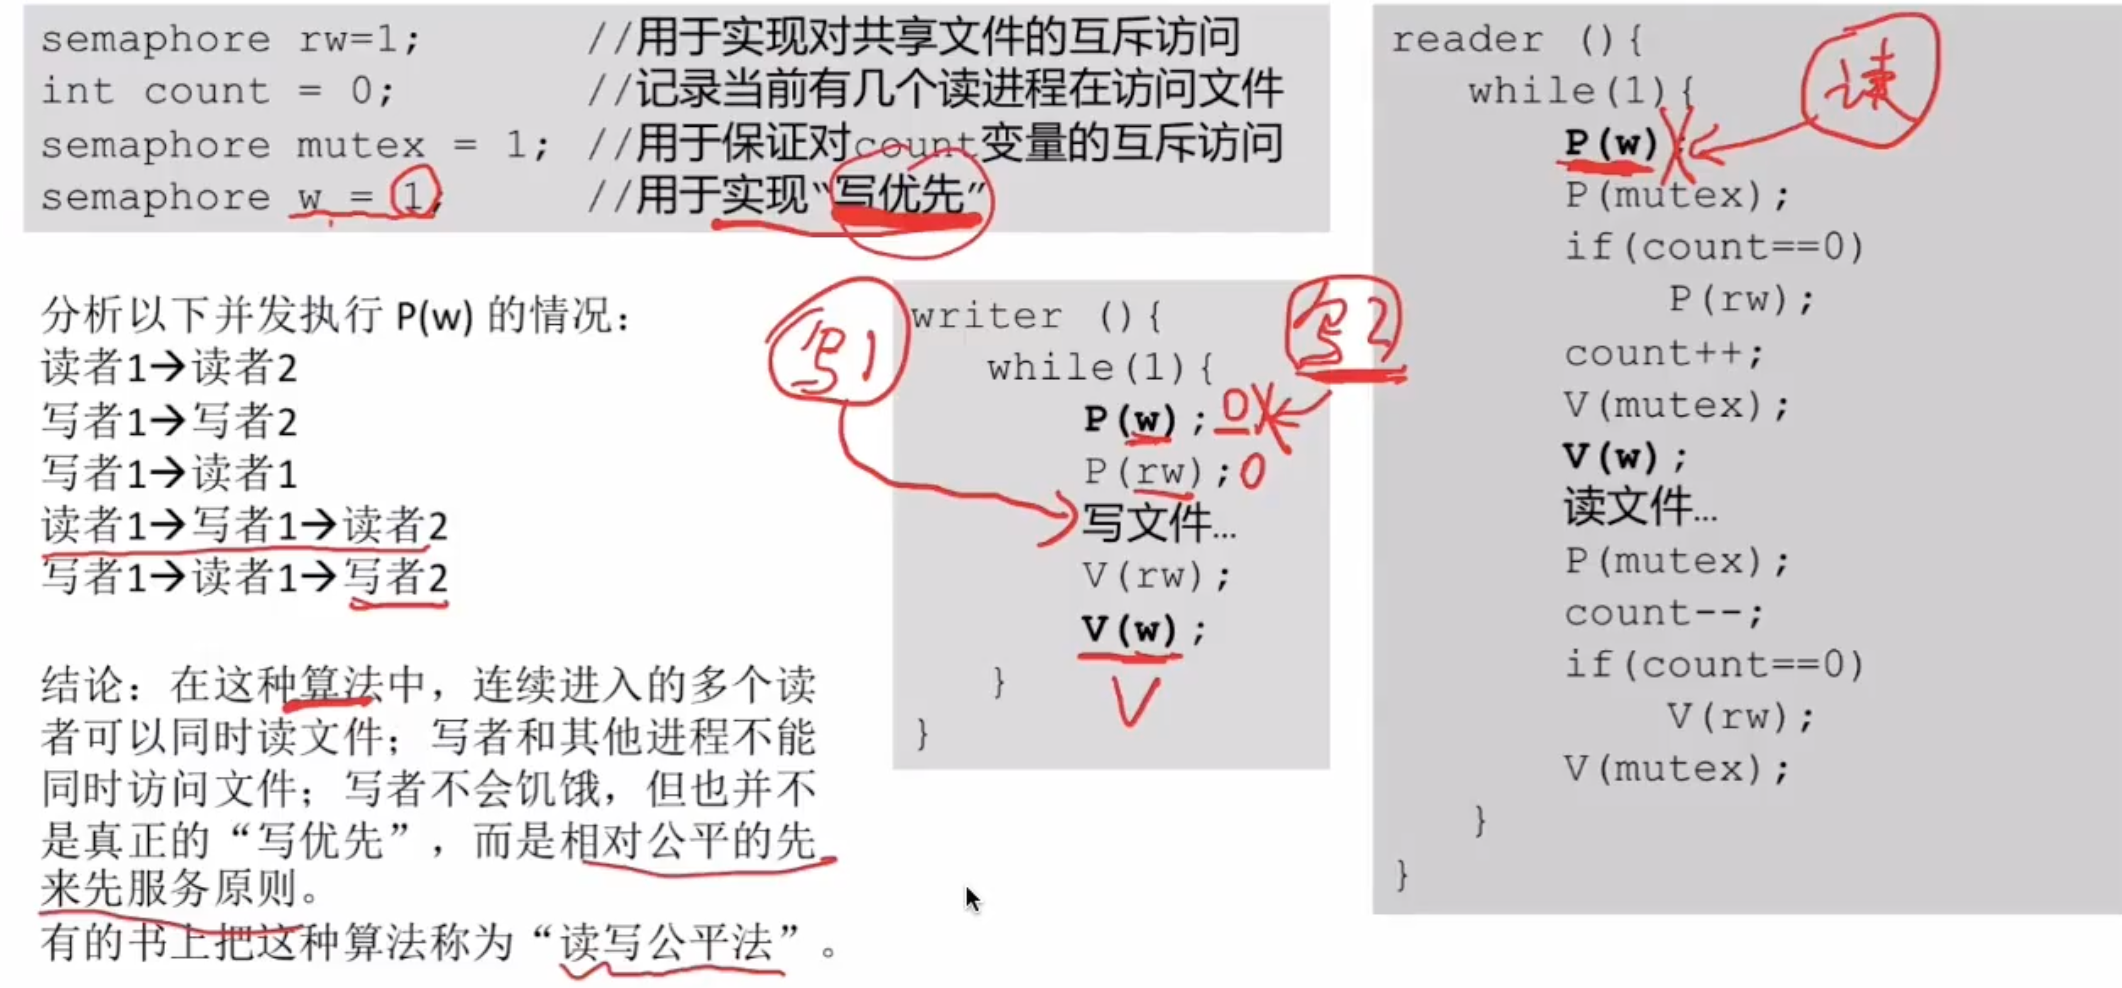 semaphore rw=1; //用于实现对共享文件的互斥访问
int count = 0; //记录当前有几个读进程在访问文件
semaphore mutex = 1; //用于保证对count变量的互斥访问
semaphore w = 1; //用于实现“写优先”
分析以下并发执行 P(w) 的情况：
读者1→读者2
写者1→写者2
写者1→读者1
读者1→写者1→读者2
写者1→读者1→写者2
结论：在这种算法中，连续进入的多个读
者可以同时读文件；写者和其他进程不能
同时访问文件；写者不会饥饿，但也并不
是真正的“写优先”，而是相对公平的先
来先服务原则。
有的书上把这种算法称为“读写公平法”。
写1
writer (){
while(1){
P(w); 0
P(rw); 0
写文件…
V(rw);
V(w);
V
}
}
写2
reader (){
while(1){
P(w);
P(mutex);
if(count==0)
P(rw);
count++;
V(mutex);
V(w);
读文件…
P(mutex);
count--;
if(count==0)
V(rw);
V(mutex);
}
}
读